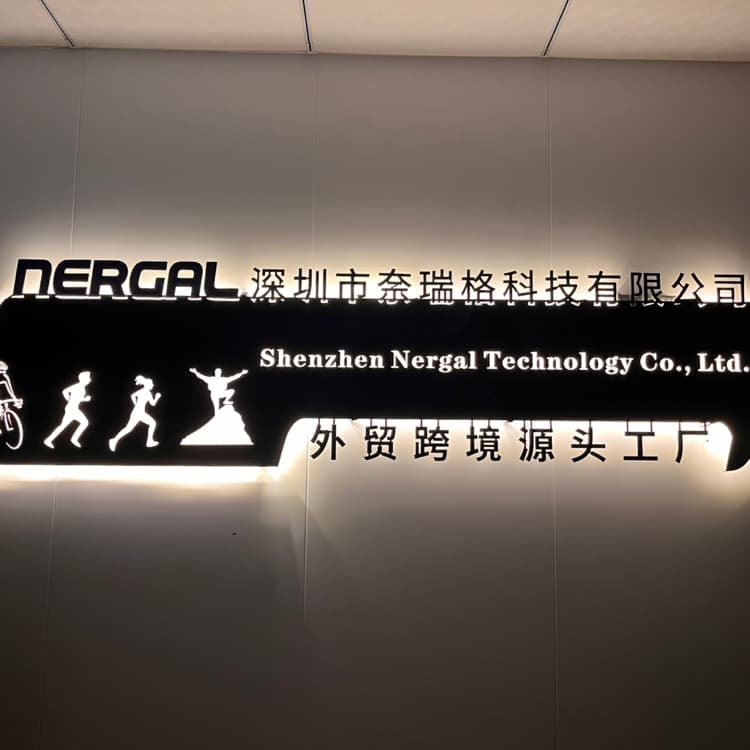 NERGAL 深圳市奈瑞格科技有限公司
Shenzhen Nergal Technology Co., Ltd.
外贸跨境源头工厂